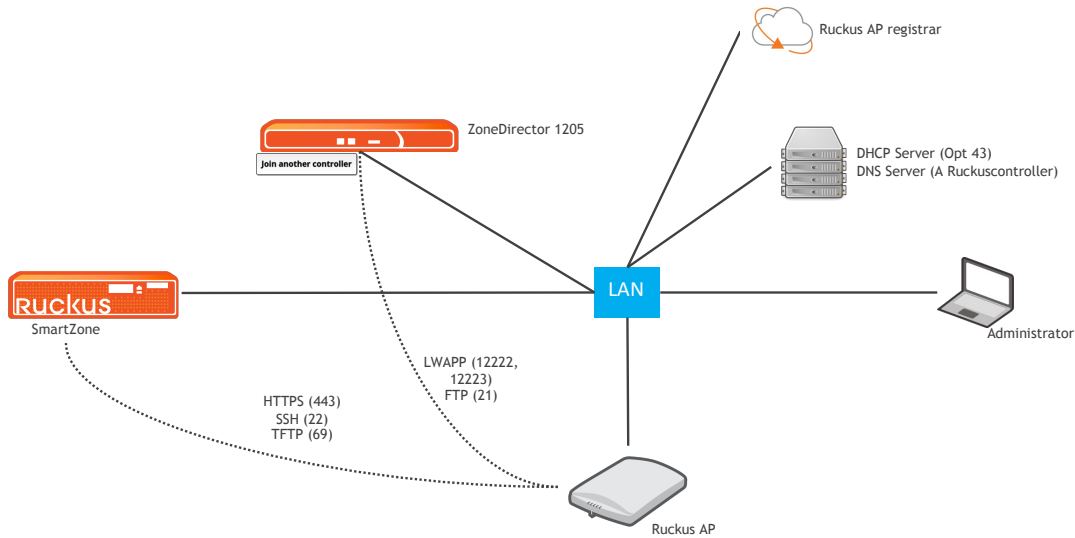 Ruckus AP registrar
ZoneDirector 1205
Join another controller
DHCP Server (Opt 43)
DNS Server (A Ruckuscontroller)
LAN
RUCKUS
SmartZone
Administrator
LWAPP (12222,
12223)
FTP (21)
HTTPS (443)
SSH (22)
TFTP (69)
Ruckus AP